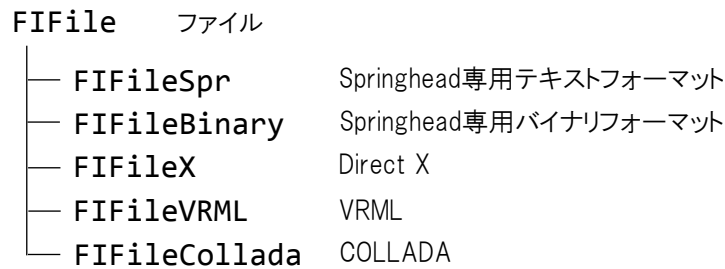 FIFile ファイル
FIFileSpr Springhead専用テキストフォーマット
FIFileBinary Springhead専用バイナリフォーマット
FIFileX Direct X
FIFileVRML VRML
FIFileCollada COLLADA